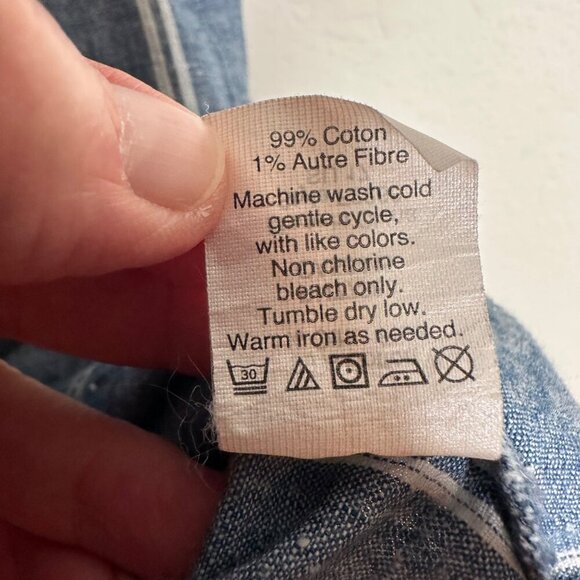 99% Coton
1% Autre Fibre
Machine wash cold
gentle cycle,
with like colors.
Non chlorine
bleach only.
Tumble dry low.
Warm iron as needed.
30